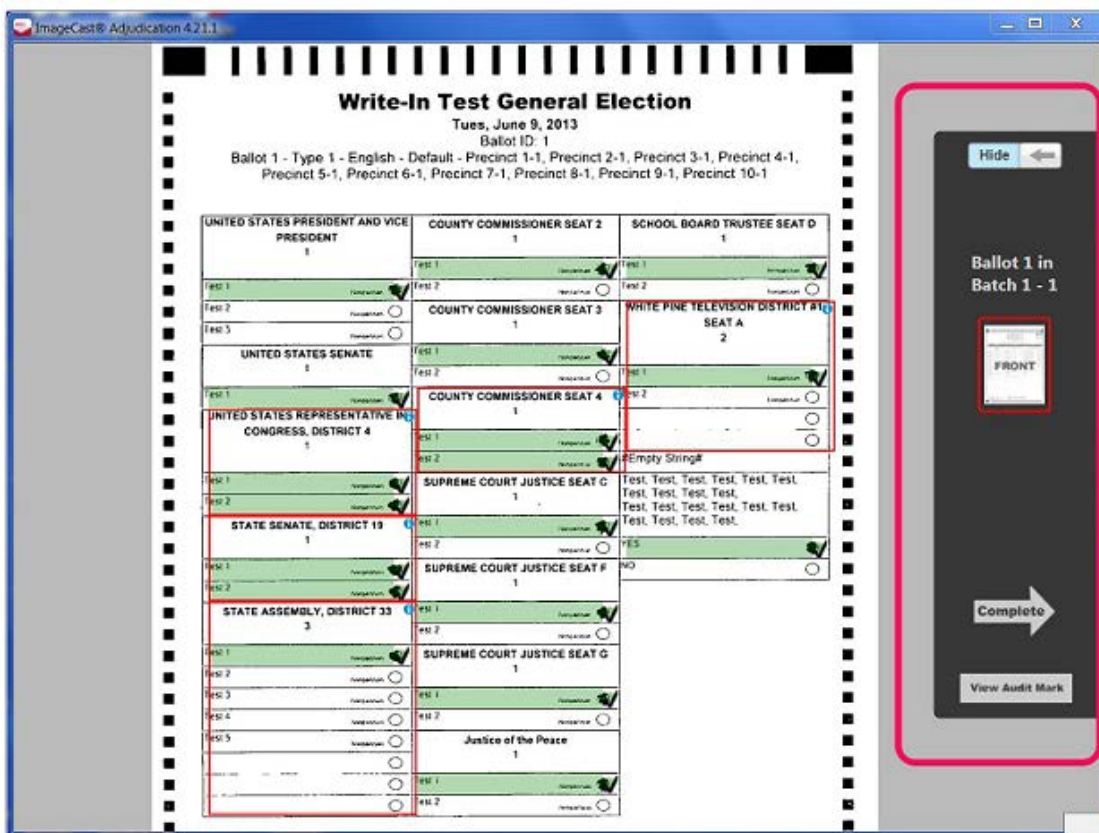 ImageCast® Adjudication 4.21.1
Write-In Test General Election
Tues, June 9, 2013
Ballot ID: 1
Ballot 1 - Type 1 - English - Default - Precinct 1-1, Precinct 2-1, Precinct 3-1, Precinct 4-1,
Precinct 5-1, Precinct 6-1, Precinct 7-1, Precinct 8-1, Precinct 9-1, Precinct 10-1
UNITED STATES PRESIDENT AND VICE
PRESIDENT
1
Test 1
Test 2
Test 3
UNITED STATES SENATE
1
Test 1
UNITED STATES REPRESENTATIVE IN
CONGRESS, DISTRICT 4
1
Test 1
Test 2
STATE SENATE, DISTRICT 19
1
Test 1
Test 2
STATE ASSEMBLY, DISTRICT 33
3
Test 1
Test 2
Test 3
Test 4
Test 5
COUNTY COMMISSIONER SEAT 2
1
Test 1
Test 2
COUNTY COMMISSIONER SEAT 3
1
Test 1
Test 2
COUNTY COMMISSIONER SEAT 4
1
Test 1
Test 2
SUPREME COURT JUSTICE SEAT C
1
Test 1
Test 2
SUPREME COURT JUSTICE SEAT F
1
Test 1
Test 2
SUPREME COURT JUSTICE SEAT G
1
Test 1
Test 2
Justice of the Peace
1
Test 1
Test 2
SCHOOL BOARD TRUSTEE SEAT D
1
Test 1
Test 2
WHITE PINE TELEVISION DISTRICT #1
SEAT A
2
Test 1
Test 2
#Empty String#
Test, Test, Test, Test, Test, Test,
Test, Test, Test, Test,
Test, Test, Test, Test, Test, Test,
Test, Test, Test, Test,
YES
NO
Hide
Ballot 1 in
Batch 1 - 1
FRONT
Complete
View Audit Mark